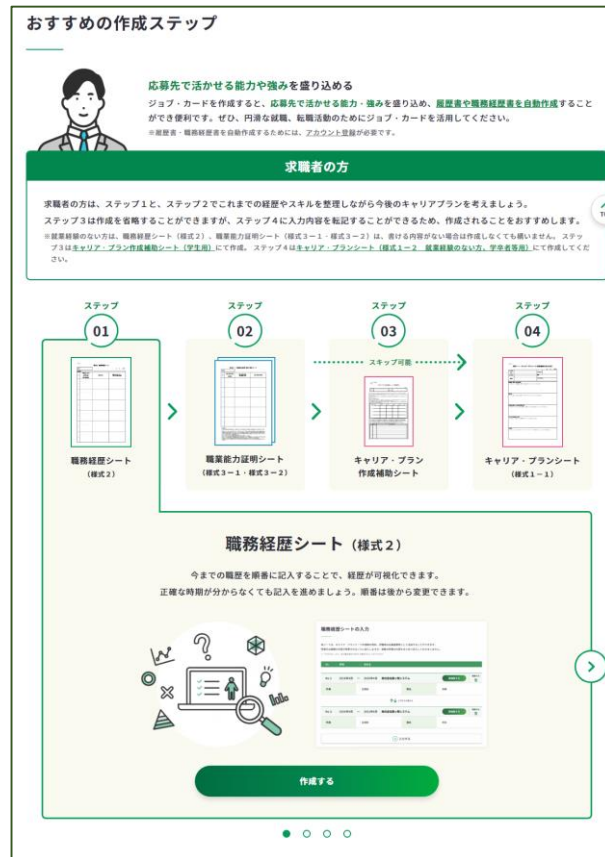 おすすめの作成ステップ
応募先で活かせる能力や強みを盛り込める
ジョブ・カードを作成すると、応募先で活かせる能力・強みを盛り込め、履歴書や職務経歴書を自動作成すること
ができ便利です。ぜひ、円滑な就職、転職活動のためにジョブ・カードを活用してください。
※履歴書・職務経歴書を自動作成するためには、アカウント登録が必要です。
求職者の方
求職者の方は、ステップ1と、ステップ2でこれまでの経歴やスキルを整理しながら今後のキャリアプランを考えましょう。
ステップ3は作成を省略することができますが、ステップ4に入力内容を転記することができるため、作成されることをおすすめします。
※就業経験のない方は、職務経歴シート（様式2）、職業能力証明シート（様式3ー1・様式3ー2）は、書ける内容がない場合は作成しなくても構いません。 ステッ
プ3はキャリア・プラン作成補助シート（学生用）にて作成。 ステップ4はキャリア・プランシート（様式1ー2 就業経験のない方、学卒者等用）にて作成してくだ
さい。
ステップ
01
ステップ
02
ステップ
03
ステップ
04
スキップ可能
職務経歴シート
（様式2）
職業能力証明シート
（様式3ー1・様式3ー2）
キャリア・プラン
作成補助シート
キャリア・プランシート
（様式1ー1）
職務経歴シート（様式2）
今までの職歴を順番に記入することで、経歴が可視化できます。
正確な時期が分からなくても記入を進めましょう。順番は後から変更できます。
職務経歴シートの入力
作成する